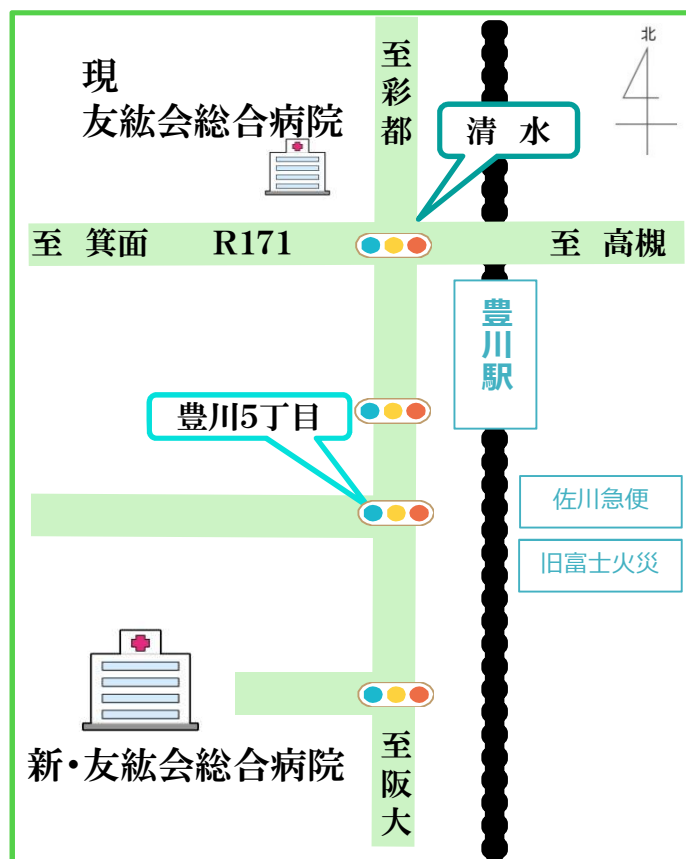 北
至彩都
現
友紘会総合病院
清 水
至 箕面 R171
至 高槻
豊川駅
豊川5丁目
佐川急便
旧富士火災
新・友紘会総合病院
至阪大